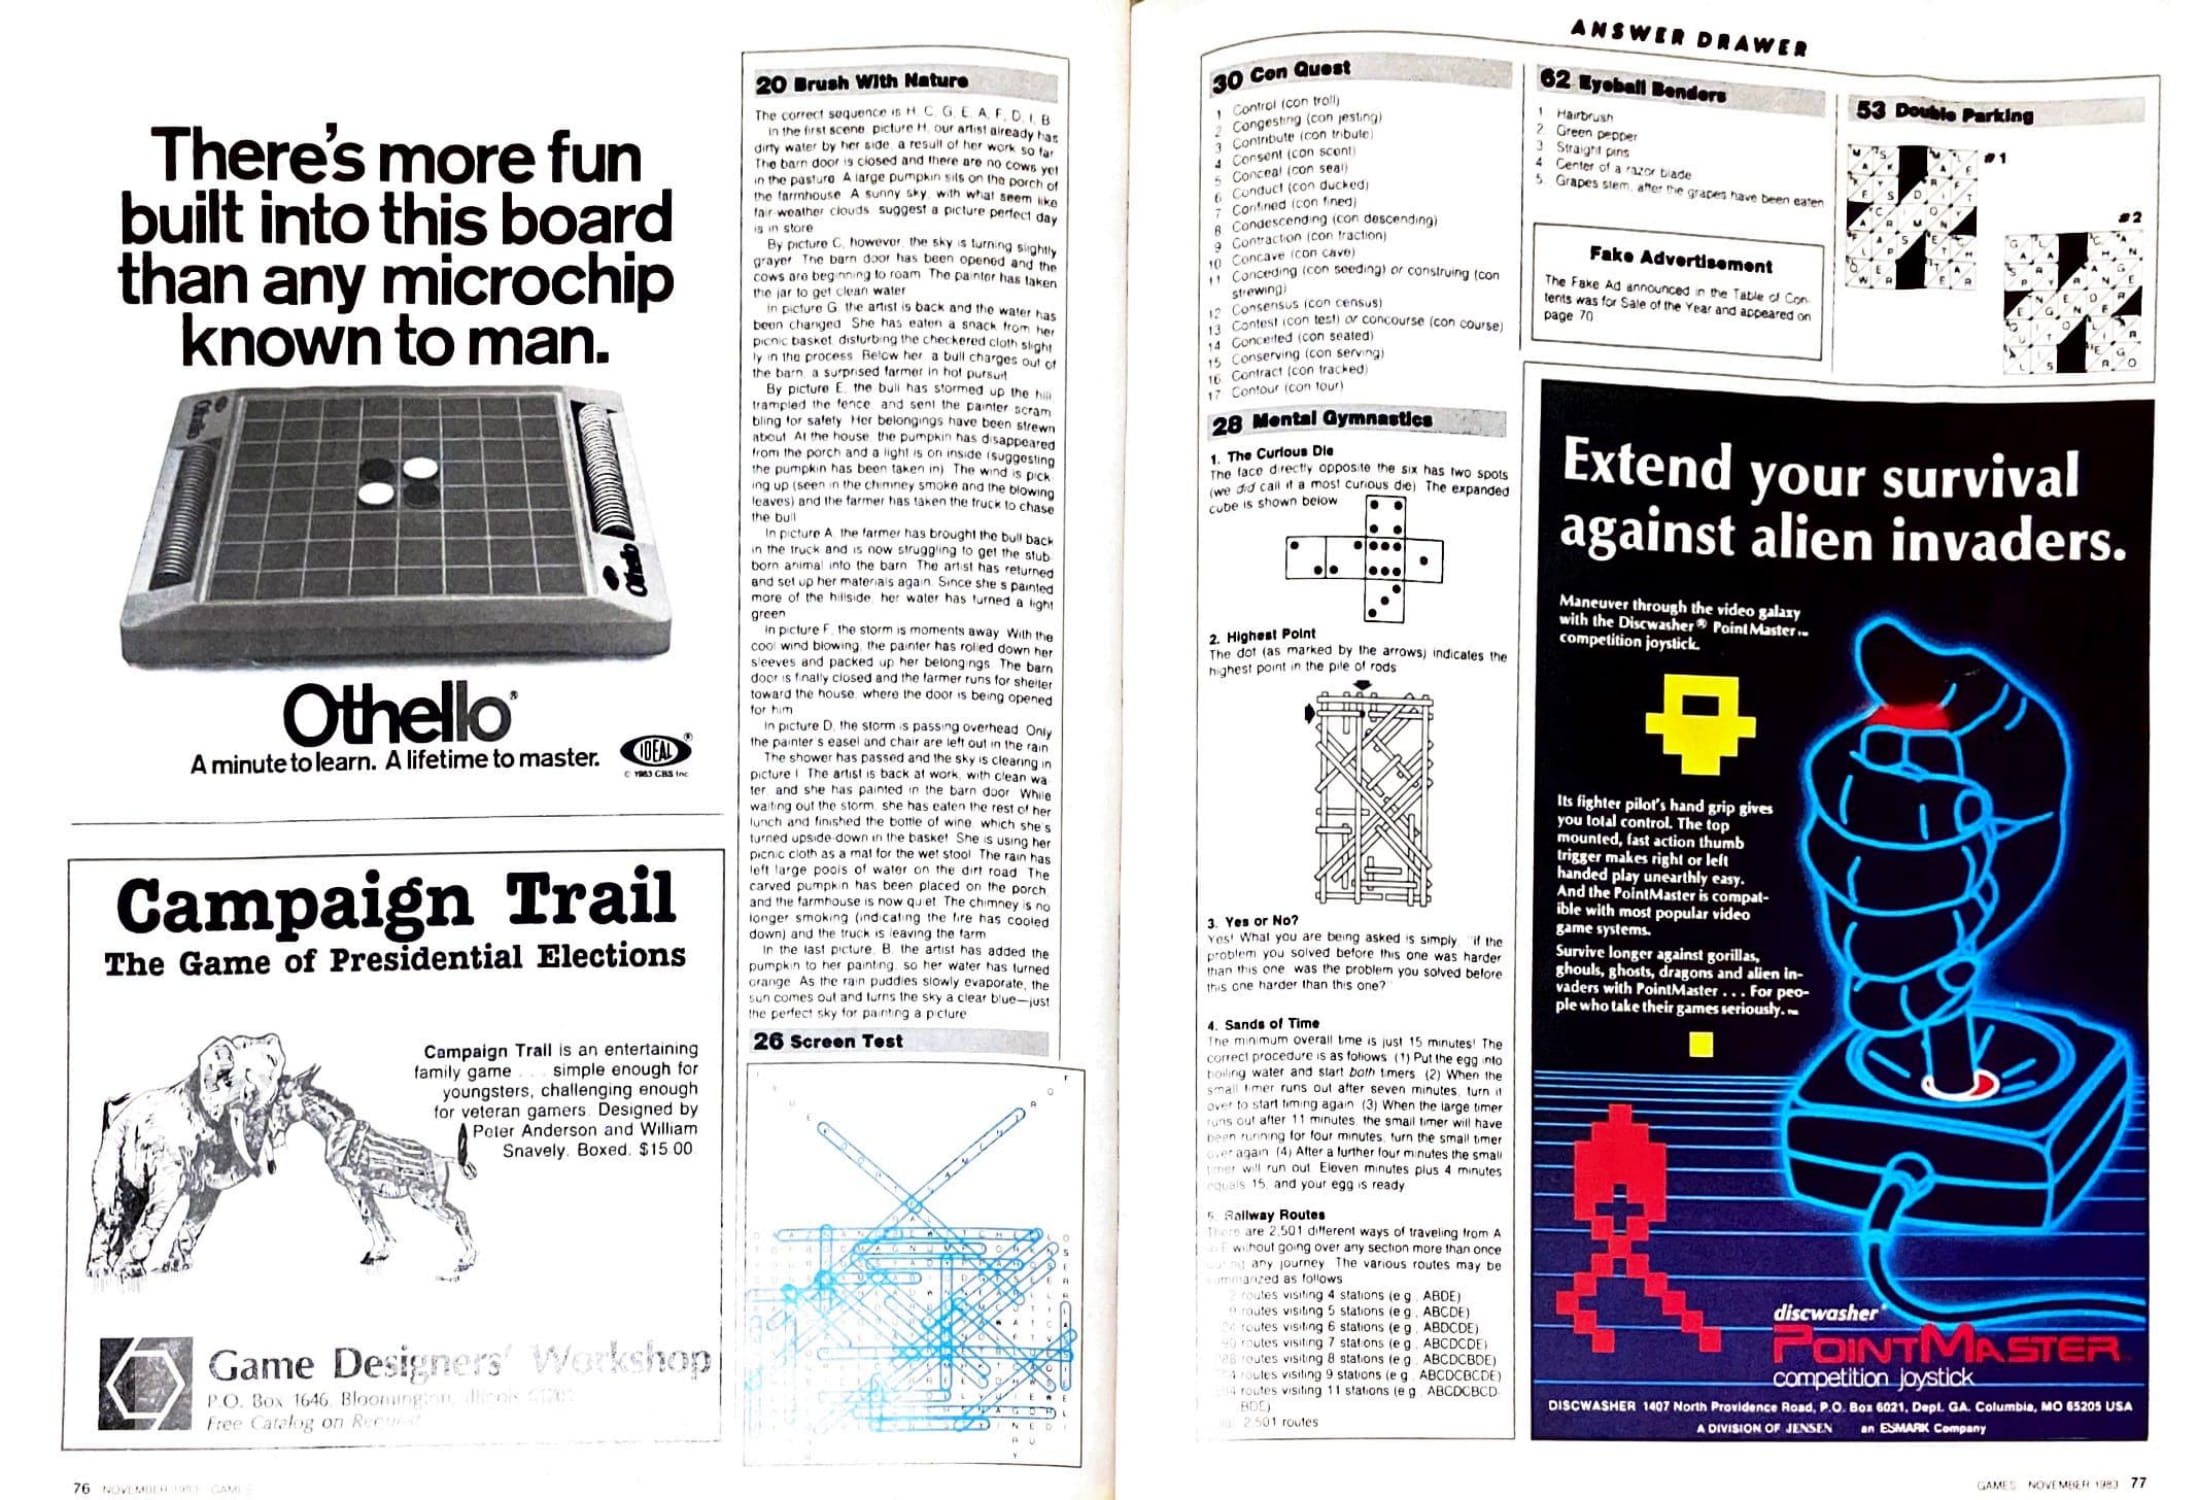 There's more fun
built into this board
than any microchip
known to man.
Othello
Othello
Othello®
A minute to learn. A lifetime to master.
IDEAL®
© 1983 CBS Inc
Campaign Trail
The Game of Presidential Elections
Campaign Trail is an entertaining
family game . . . simple enough for
youngsters, challenging enough
for veteran gamers. Designed by
Peter Anderson and William
Snavely. Boxed. $15.00
Game Designers' Workshop
P.O. Box 1646, Bloomington, Illinois
Free Catalog on Request
76 NOVEMBER 1983 GAMES
20 Brush With Nature
The correct sequence is H, C, G, E, A, F, D, I, B
In the first scene, picture H, our artist already has
dirty water by her side, a result of her work so far
The barn door is closed and there are no cows yet
in the pasture. A large pumpkin sits on the porch of
the farmhouse. A sunny sky, with what seem like
fair-weather clouds, suggest a picture perfect day
is in store
By picture C, however, the sky is turning slightly
grayer. The barn door has been opened and the
cows are beginning to roam. The painter has taken
the jar to get clean water
In picture G, the artist is back and the water has
been changed. She has eaten a snack from her
picnic basket, disturbing the checkered cloth slight
ly in the process. Below her, a bull charges out of
the barn, a surprised farmer in hot pursuit
By picture E, the bull has stormed up the hill
trampled the fence, and sent the painter scram
bling for safety. Her belongings have been strewn
about. At the house, the pumpkin has disappeared
from the porch and a light is on inside (suggesting
the pumpkin has been taken in). The wind is pick
ing up (seen in the chimney smoke and the blowing
leaves) and the farmer has taken the truck to chase
the bull
In picture A, the farmer has brought the bull back
in the truck and is now struggling to get the stub
born animal into the barn. The artist has returned
and set up her materials again. Since she's painted
more of the hillside, her water has turned a light
green
In picture F, the storm is moments away. With the
cool wind blowing, the painter has rolled down her
sleeves and packed up her belongings. The barn
door is finally closed and the farmer runs for shelter
toward the house, where the door is being opened
for him
In picture D, the storm is passing overhead. Only
the painter's easel and chair are left out in the rain
The shower has passed and the sky is clearing in
picture I. The artist is back at work, with clean wa
ter, and she has painted in the barn door. While
waiting out the storm, she has eaten the rest of her
lunch and finished the bottle of wine, which she's
turned upside-down in the basket. She is using her
picnic cloth as a mat for the wet stool. The rain has
left large pools of water on the dirt road. The
carved pumpkin has been placed on the porch,
and the farmhouse is now quiet. The chimney is no
longer smoking (indicating the fire has cooled
down) and the truck is leaving the farm
In the last picture, B, the artist has added the
pumpkin to her painting, so her water has turned
orange. As the rain puddles slowly evaporate, the
sun comes out and turns the sky a clear blue—just
the perfect sky for painting a picture
26 Screen Test
ANSWER DRAWER
30 Con Quest
1 Control (con troll)
2 Congesting (con jesting)
3 Contribute (con tribute)
4 Consent (con scent)
5 Conceal (con seal)
6 Conduct (con ducked)
7 Confined (con fined)
8 Condescending (con descending)
9 Contraction (con traction)
10 Concave (con cave)
11 Conceding (con seeding) or construing (con
strewing)
12 Consensus (con census)
13 Contest (con test) or concourse (con course)
14 Conceited (con seated)
15 Conserving (con serving)
16 Contract (con tracked)
17 Contour (con tour)
28 Mental Gymnastics
1. The Curious Die
The face directly opposite the six has two spots
(we did call it a most curious die) The expanded
cube is shown below
2. Highest Point
The dot (as marked by the arrows) indicates the
highest point in the pile of rods
3. Yes or No?
Yes! What you are being asked is simply, "If the
problem you solved before this one was harder
than this one, was the problem you solved before
this one harder than this one?"
4. Sands of Time
The minimum overall time is just 15 minutes! The
correct procedure is as follows (1) Put the egg into
boiling water and start both timers (2) When the
small timer runs out after seven minutes, turn it
over to start timing again (3) When the large timer
runs out after 11 minutes, the small timer will have
been running for four minutes, turn the small timer
over again (4) After a further four minutes the small
timer will run out Eleven minutes plus 4 minutes
equals 15, and your egg is ready
5. Railway Routes
There are 2,501 different ways of traveling from A
to E without going over any section more than once
during any journey The various routes may be
summarized as follows
routes visiting 4 stations (e g , ABDE)
routes visiting 5 stations (e g , ABCDE)
routes visiting 6 stations (e g , ABDCDE)
routes visiting 7 stations (e g , ABCDCDE)
routes visiting 8 stations (e g , ABCDCBDE)
routes visiting 9 stations (e g , ABCDCBCDE)
routes visiting 11 stations (e g , ABCDCBCD
BDE)
2,501 routes
62 Eyeball Benders
1 Hairbrush
2. Green pepper
3 Straight pins
4 Center of a razor blade
5. Grapes stem, after the grapes have been eaten
Fake Advertisement
The Fake Ad announced in the Table of Con
tents was for Sale of the Year and appeared on
page 70
53 Double Parking
#1
#2
Extend your survival
against alien invaders.
Maneuver through the video galaxy
with the Discwasher® PointMaster™
competition joystick.
Its fighter pilot's hand grip gives
you total control. The top
mounted, fast action thumb
trigger makes right or left
handed play unearthly easy.
And the PointMaster is compat-
ible with most popular video
game systems.
Survive longer against gorillas,
ghouls, ghosts, dragons and alien in-
vaders with PointMaster . . . For peo-
ple who take their games seriously.™
discwasher®
POINTMASTER™
competition joystick
DISCWASHER 1407 North Providence Road, P.O. Box 6021, Dept. GA. Columbia, MO 65205 USA
A DIVISION OF JENSEN an ESMARK Company
GAMES NOVEMBER 1983 77